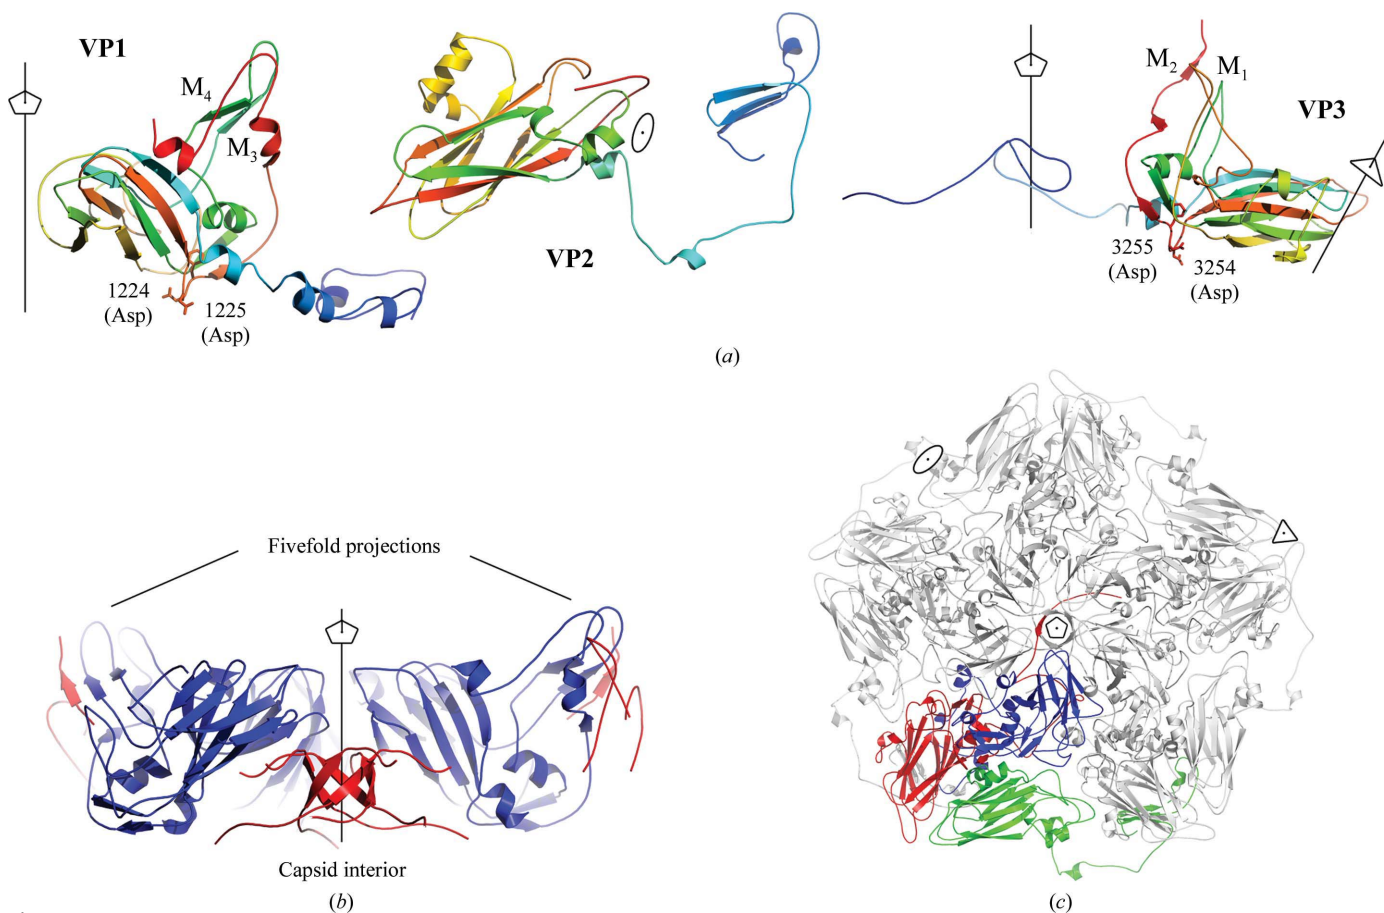 VP1
M4
M3
1224
(Asp)
1225
(Asp)
VP2
M2
M1
VP3
3255
(Asp)
3254
(Asp)
(a)
Fivefold projections
Capsid interior
(b)
(c)